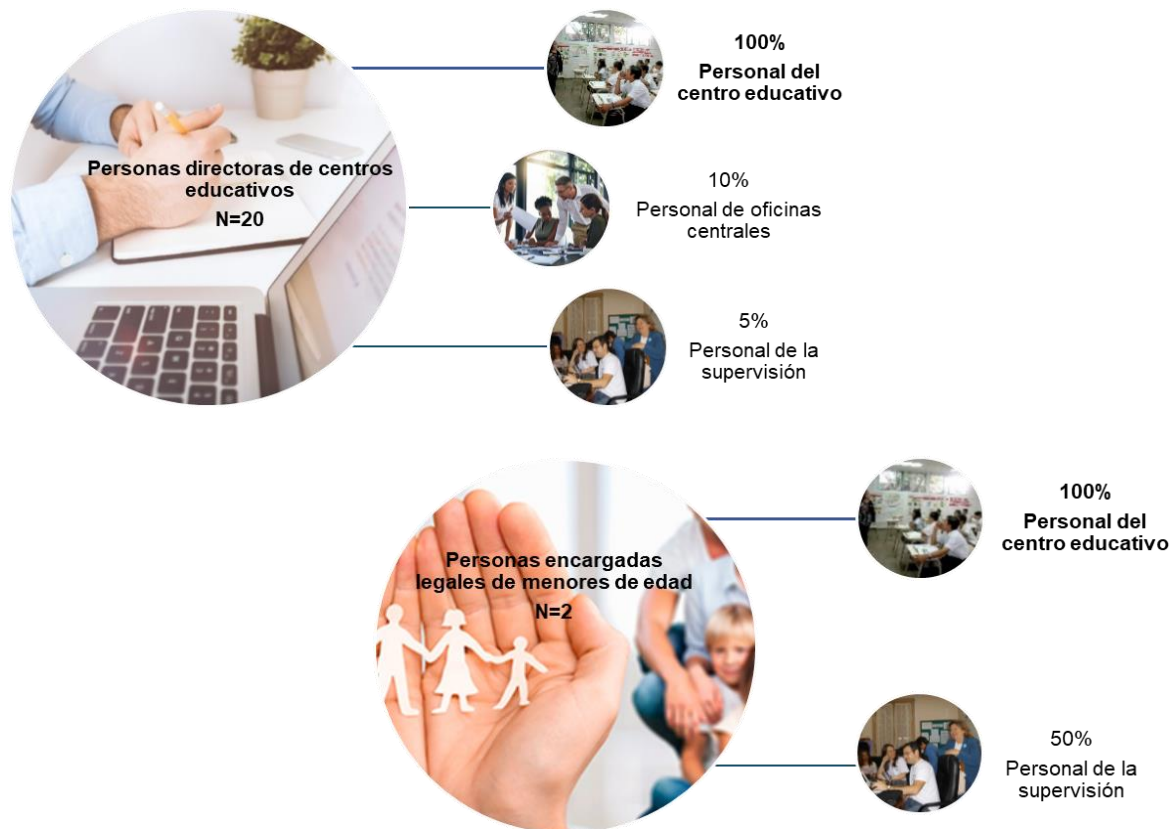 Personas directoras de centros
educativos
N=20
100%
Personal del
centro educativo
10%
Personal de oficinas
centrales
5%
Personal de la
supervisión
Personas encargadas
legales de menores de edad
N=2
100%
Personal del
centro educativo
50%
Personal de la
supervisión